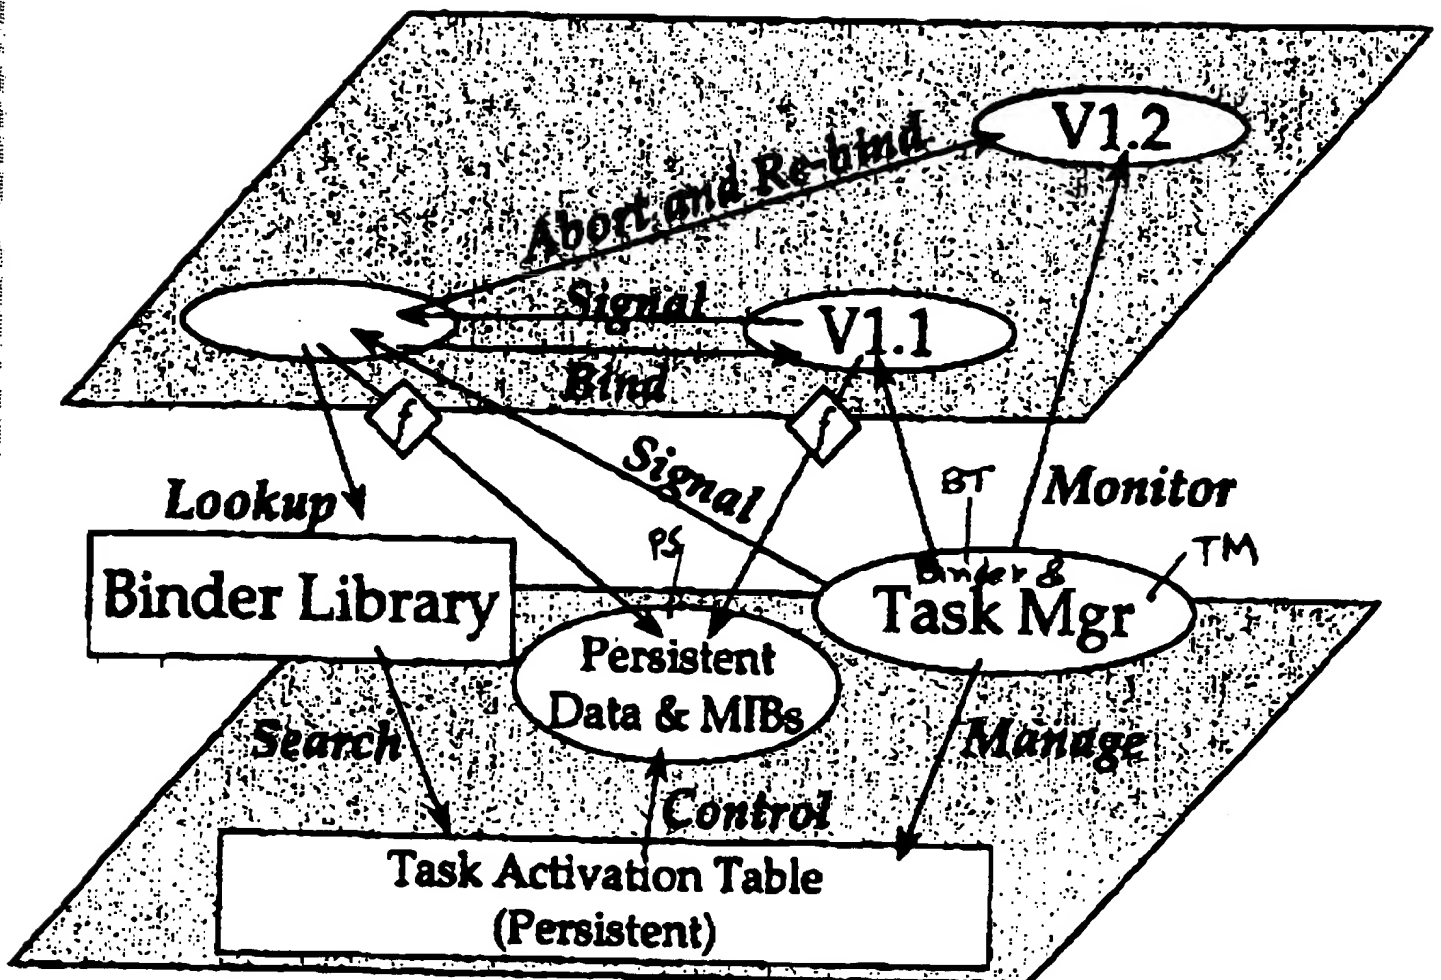 V1.2
Abort and Re-bind
Signal
V1.1
Bind
f
f
Signal
Lookup
BT
Monitor
PS
TM
Binder Library
Binder &
Task Mgr
Persistent
Data & MIBs
Search
Manage
Control
Task Activation Table
(Persistent)